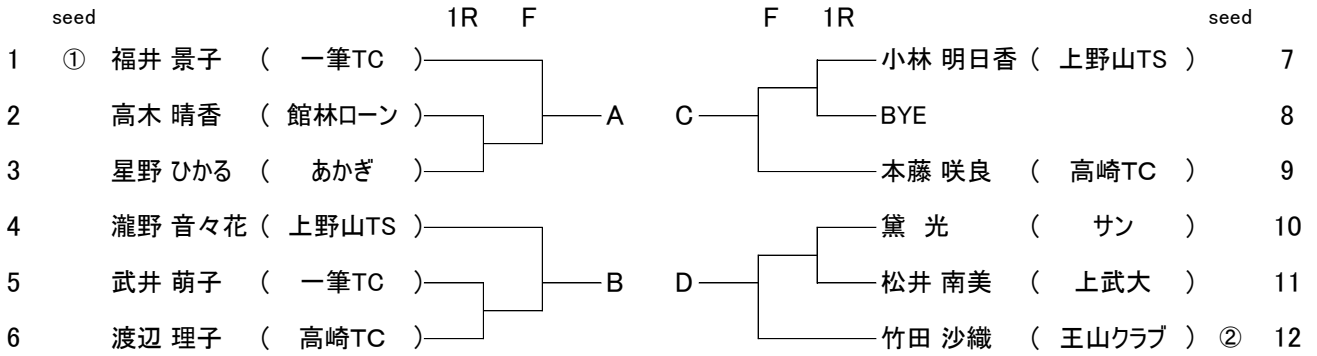 seed 1R F F 1R seed
1 ① 福井 景子 ( 一筆TC ) 小林 明日香 ( 上野山TS ) 7
2 高木 晴香 ( 館林ローン ) A C BYE 8
3 星野 ひかる ( あかぎ ) 本藤 咲良 ( 高崎TC ) 9
4 瀧野 音々花 ( 上野山TS ) 黛 光 ( サン ) 10
5 武井 萌子 ( 一筆TC ) B D 松井 南美 ( 上武大 ) 11
6 渡辺 理子 ( 高崎TC ) 竹田 沙織 ( 王山クラブ ) ② 12